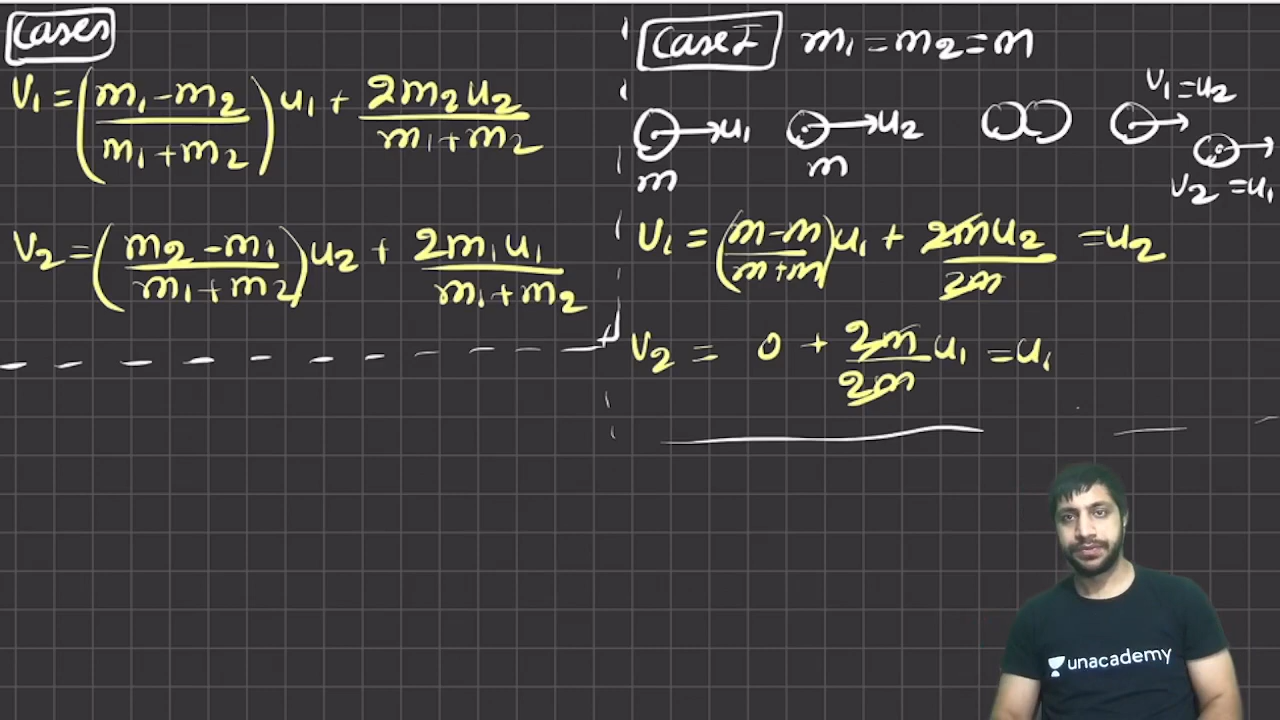 Cases
V₁ = ((m₁ - m₂)/(m₁ + m₂)) u₁ + 2m₂u₂/(m₁ + m₂)
V₂ = ((m₂ - m₁)/(m₁ + m₂)) u₂ + 2m₁u₁/(m₁ + m₂)
Case I m₁ = m₂ = m
u₁ u₂ V₁ = u₂
m m V₂ = u₁
V₁ = ((m - m)/(m + m)) u₁ + 2mu₂/2m = u₂
V₂ = 0 + 2m/2m u₁ = u₁
unacademy